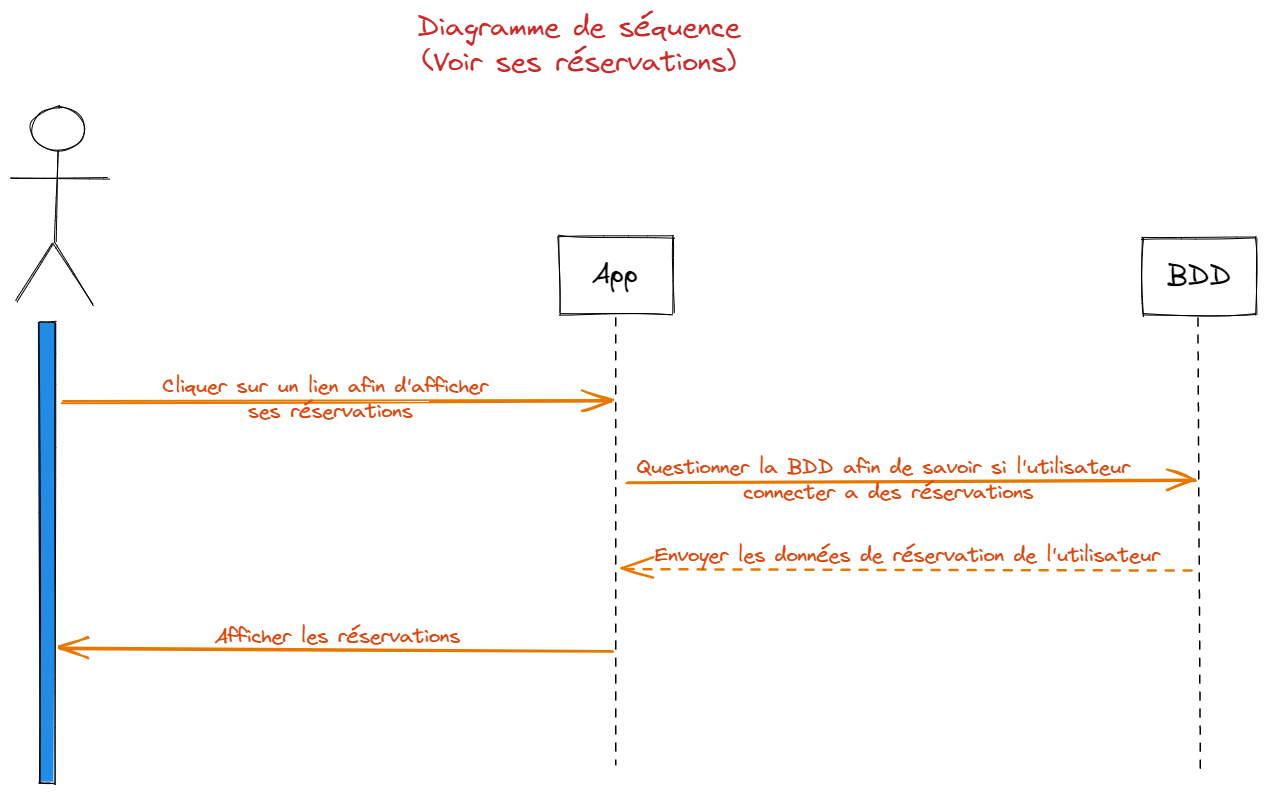 Diagramme de séquence
(Voir ses réservations)
App
BDD
Cliquer sur un lien afin d'afficher
ses réservations
Questionner la BDD afin de savoir si l'utilisateur
connecter a des réservations
Envoyer les données de réservation de l'utilisateur
Afficher les réservations